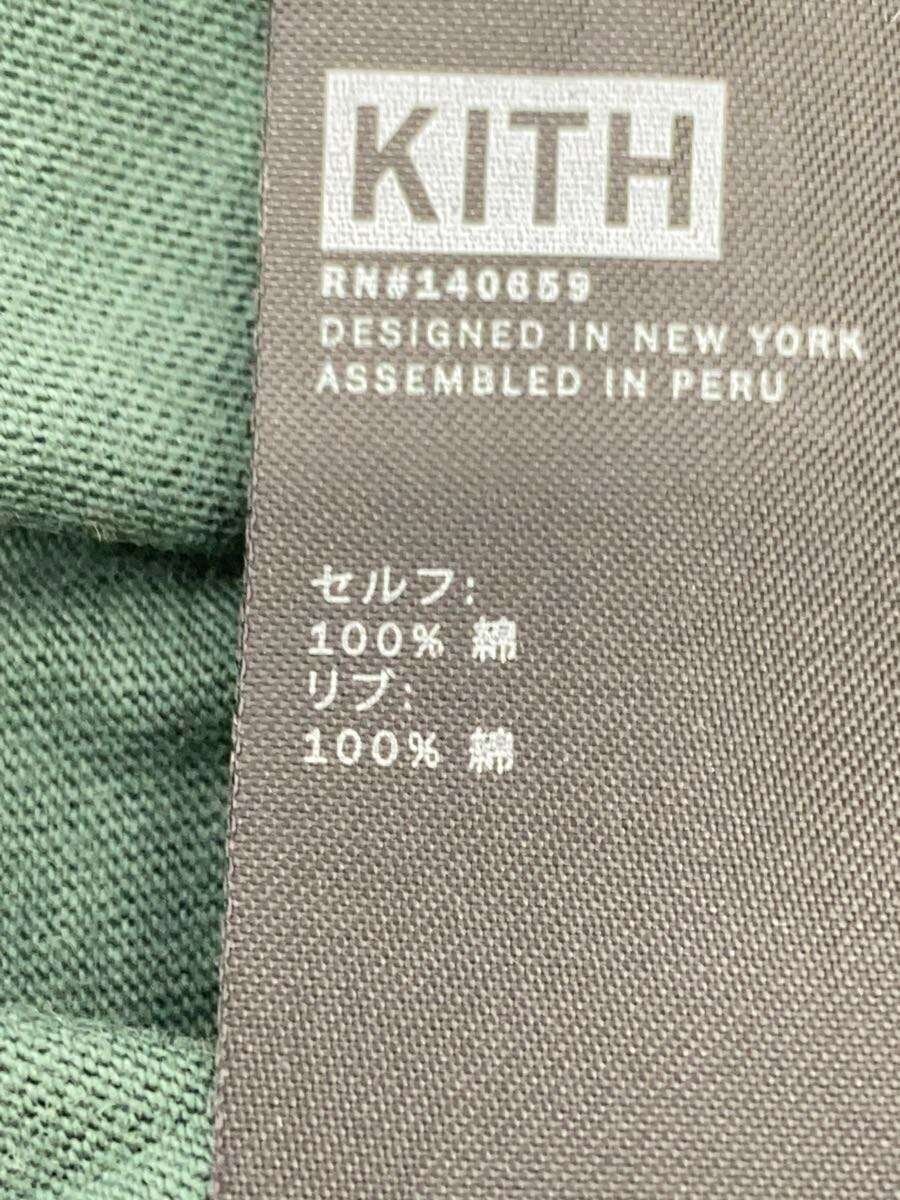 KITH
RN#140659
DESIGNED IN NEW YORK
ASSEMBLED IN PERU
セルフ:
100% 綿
リブ:
100% 綿